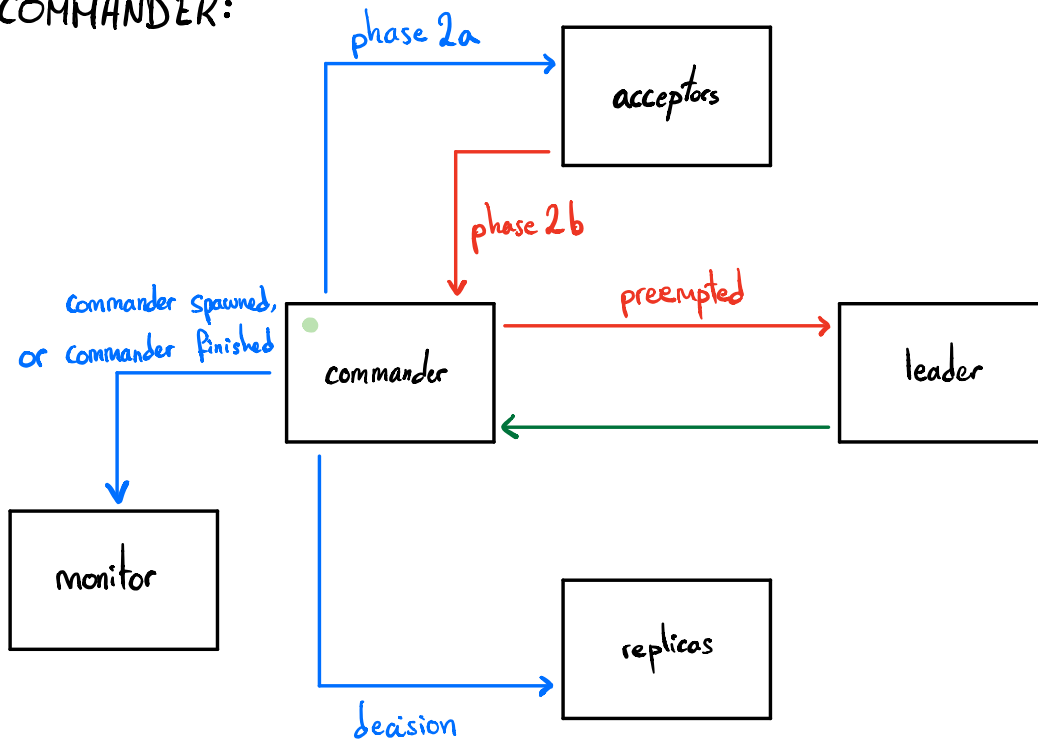 COMMANDER:
phase 2a
acceptors
phase 2b
commander spawned,
or commander finished
preempted
commander
leader
monitor
replicas
decision